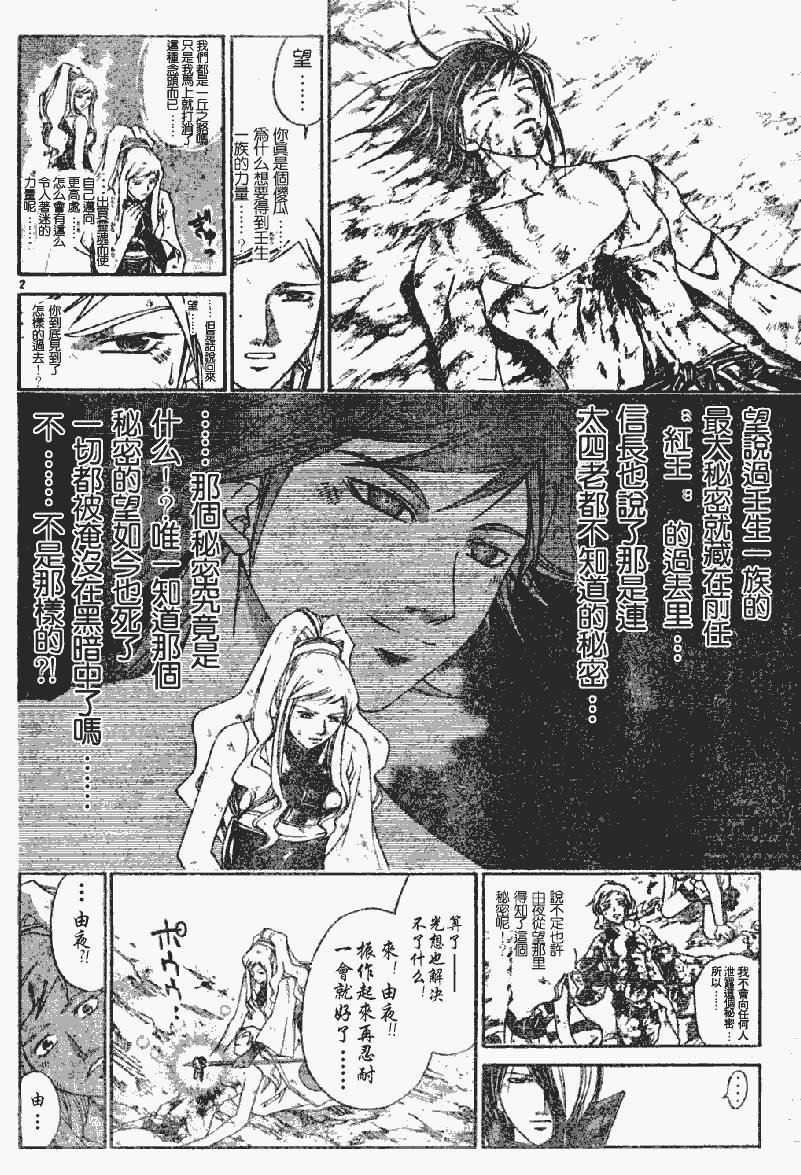 望……
你真是個傻瓜……
為什么想要得到壬生
一族的力量……?
我們都是一丘之貉嗎
只是我馬上就打消了
這種念頭而已……
…出賣靈魂而使
自己邁向
更高處……
怎么會有這么
令人著迷的
力量呢……
2
……但是話說回來
望……
你到底見到了
怎樣的過去!?
望說過壬生一族的
最大秘密就藏在前任
"紅王"的過去里…
信長也說了那是連
太四老都不知道的秘密…
……那個秘密究竟是
什么!?唯一知道那個
秘密的望如今也死了
一切都被淹沒在黑暗中了嗎……
不……不是那樣的?!
我不會向任何人
泄露這個秘密…
所以……
說不定也許
由夜從望那里
得知了這個
秘密呢!?
……
算了——
光想也解決
不了什么!
來!由夜!!
振作起來再忍耐
一會就好了……
ポウゥゥ…
…由夜?!
由…